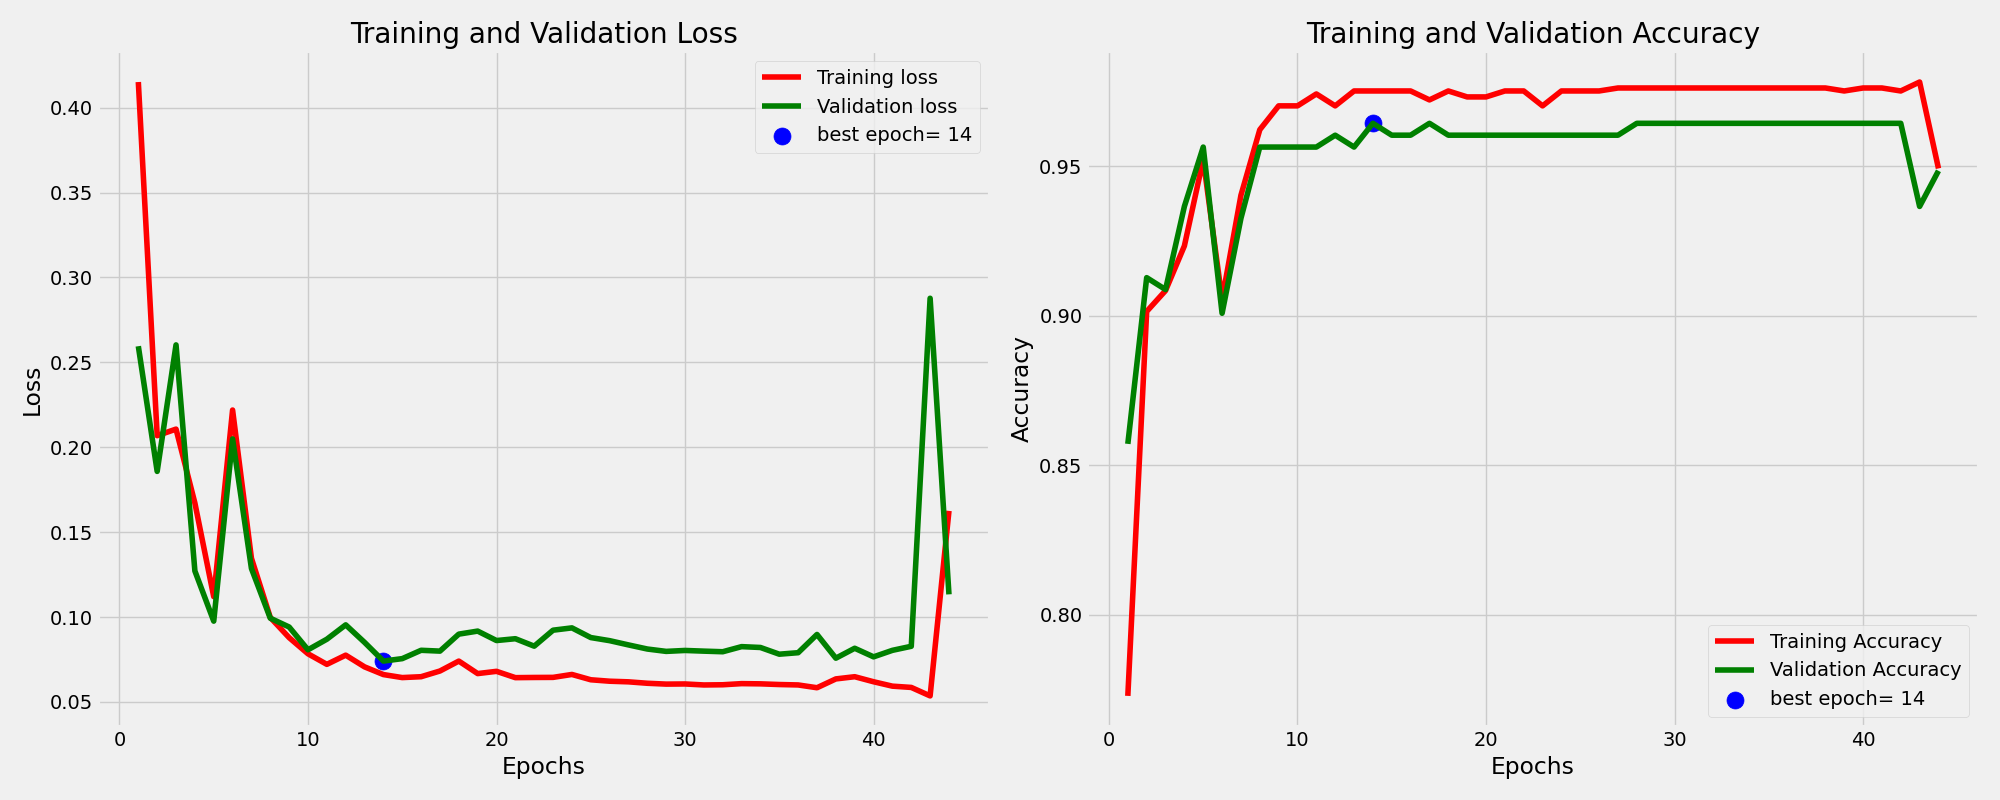 Training and Validation Loss
Training loss
Validation loss
best epoch= 14
0.40
0.35
0.30
0.25
0.20
0.15
0.10
0.05
Loss
0
10
20
30
40
Epochs
Training and Validation Accuracy
0.95
0.90
0.85
0.80
Accuracy
Training Accuracy
Validation Accuracy
best epoch= 14
0
10
20
30
40
Epochs